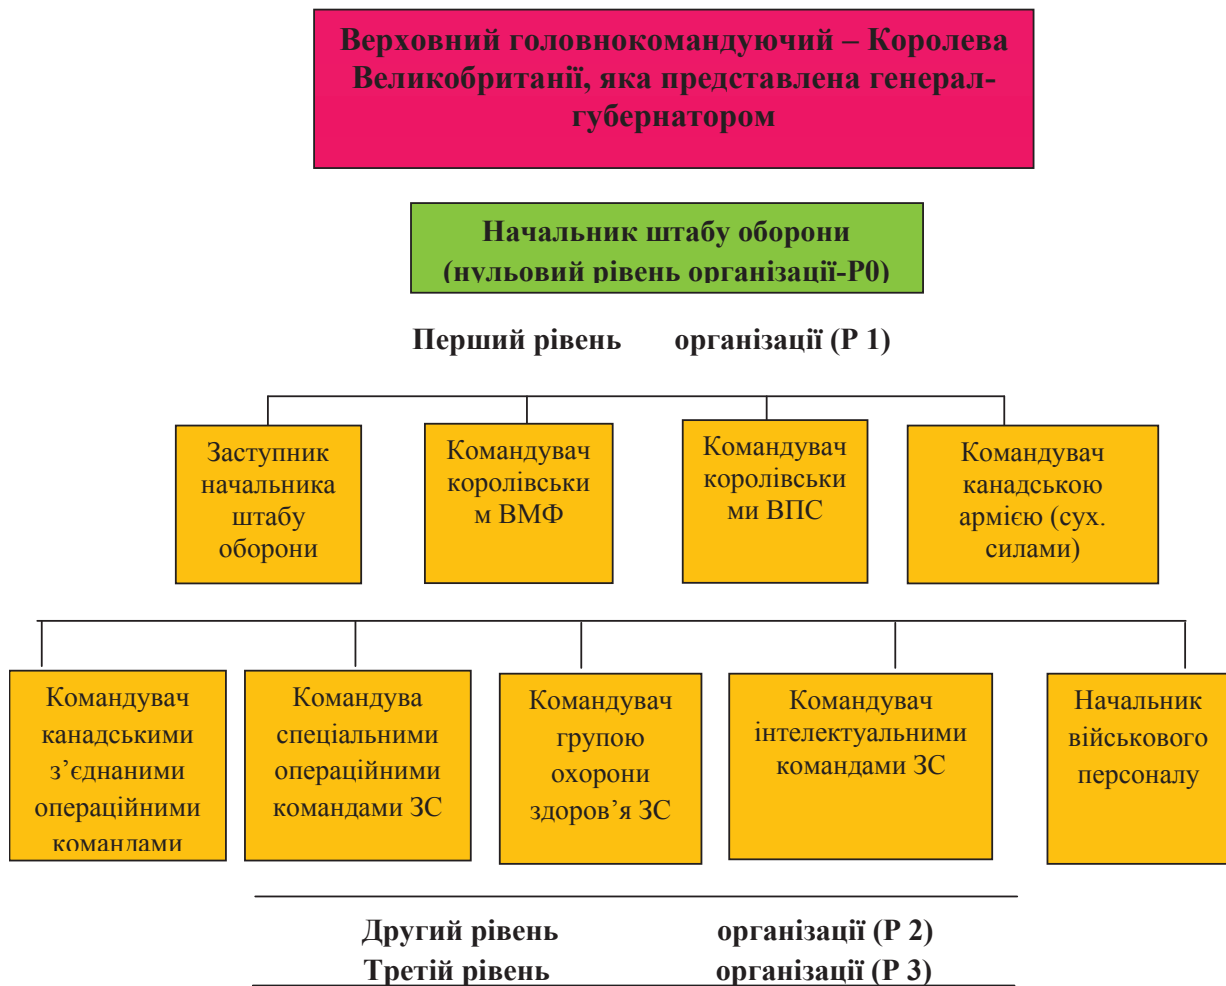 Верховний головнокомандуючий – Королева
Великобританії, яка представлена генерал-
губернатором
Начальник штабу оборони
(нульовий рівень організації-Р0)
Перший рівень організації (Р 1)
Заступник
начальника
штабу
оборони
Командувач
королівськи
м ВМФ
Командувач
королівськи
ми ВПС
Командувач
канадською
армією (сух.
силами)
Командувач
канадськими
з’єднаними
операційними
командами
Командува
спеціальними
операційними
командами ЗС
Командувач
групою
охорони
здоров’я ЗС
Командувач
інтелектуальними
командами ЗС
Начальник
військового
персоналу
Другий рівень організації (Р 2)
Третій рівень організації (Р 3)